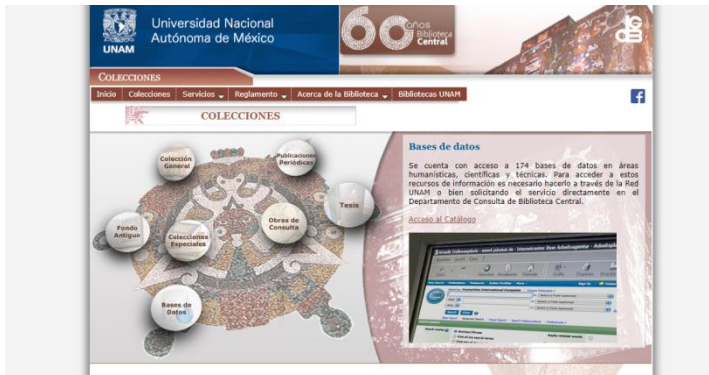 Universidad Nacional
Autónoma de México
UNAM
60 años
Biblioteca
Central
COLECCIONES
Inicio Colecciones Servicios Reglamento Acerca de la Biblioteca Bibliotecas UNAM
COLECCIONES
Colección
General
Publicaciones
Periódicas
Tesis
Obras de
Consulta
Fondo
Antiguo
Colecciones
Especiales
Bases de
Datos
Bases de datos
Se cuenta con acceso a 174 bases de datos en áreas
humanísticas, científicas y técnicas. Para acceder a estos
recursos de información es necesario hacerlo a través de la Red
UNAM o bien solicitando el servicio directamente en el
Departamento de Consulta de Biblioteca Central.
Acceso al Catálogo